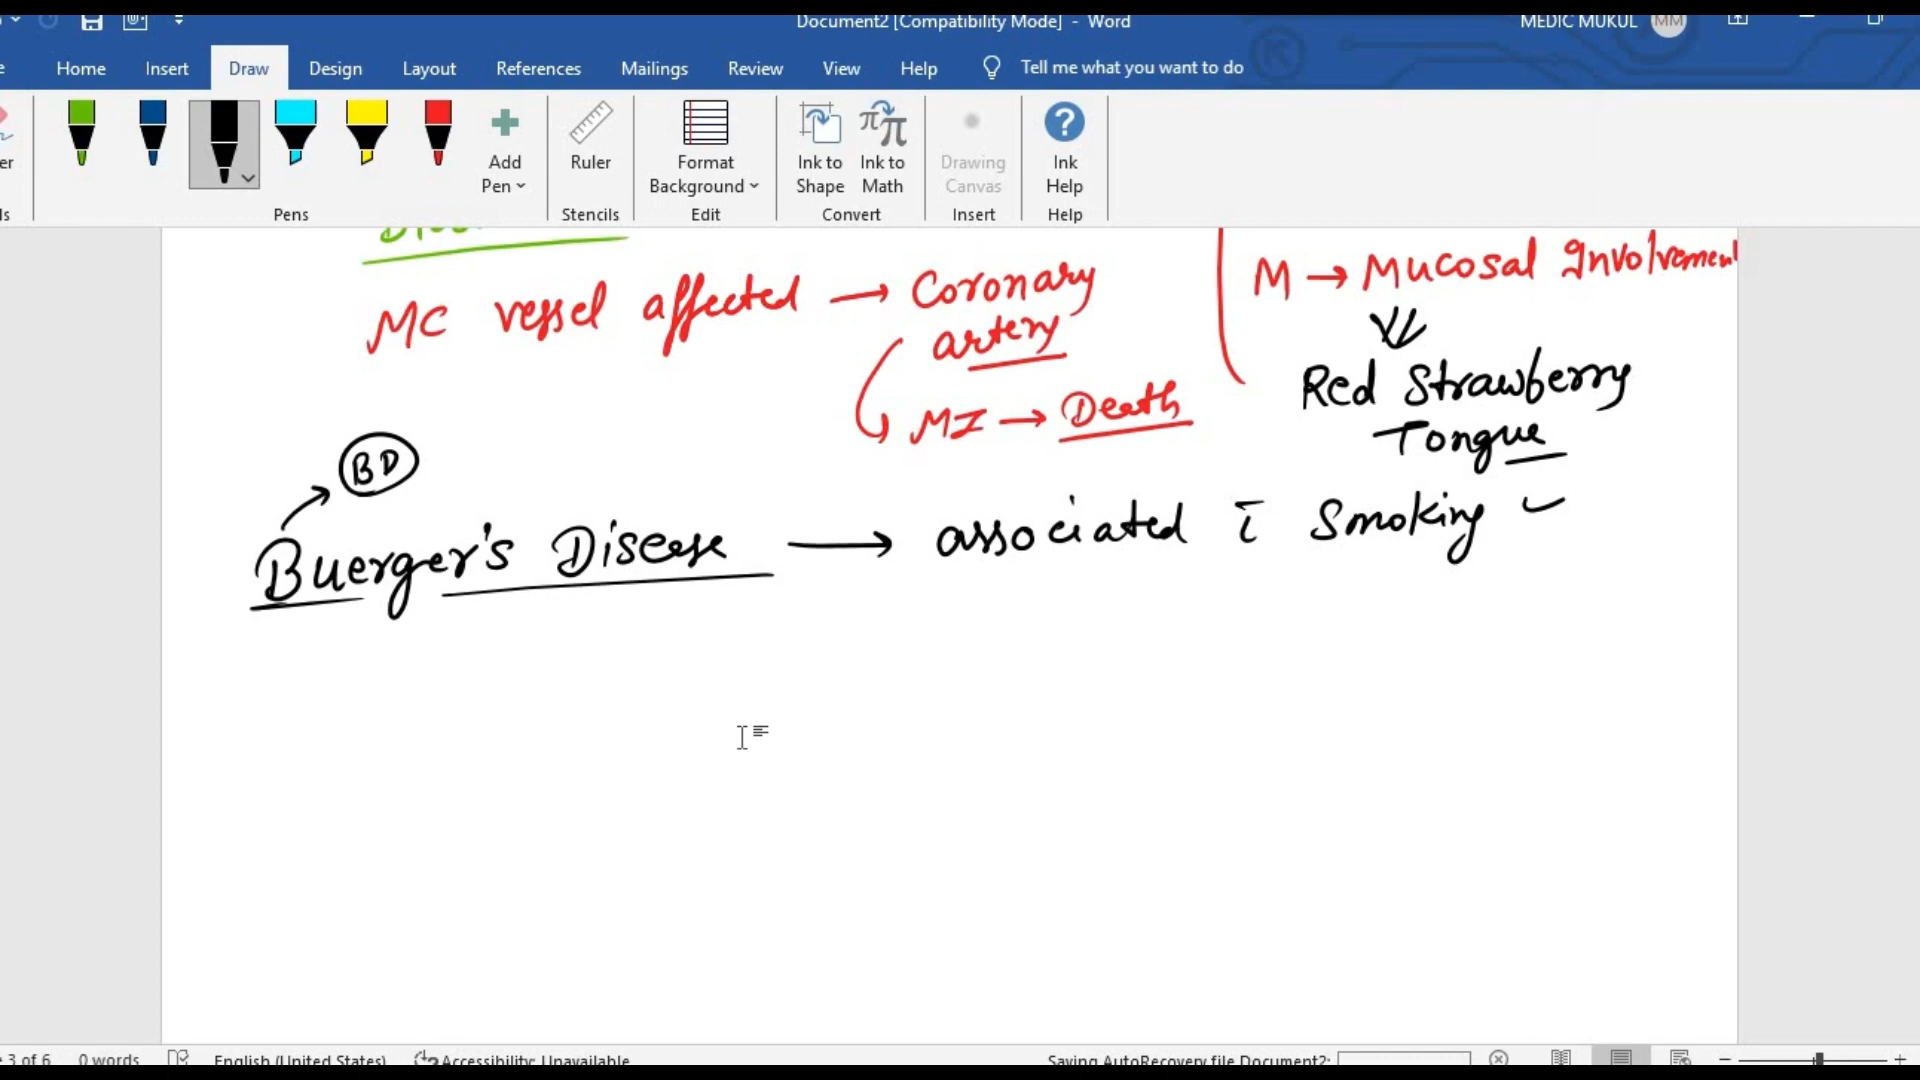 Document2 [Compatibility Mode] - Word
MEDIC MUKUL MM
Home Insert Draw Design Layout References Mailings Review View Help Tell me what you want to do
Add Pen
Ruler
Format Background
Ink to Shape
Ink to Math
Drawing Canvas
Ink Help
Pens Stencils Edit Convert Insert Help
M → Mucosal Involvement
MC vessel affected → Coronary
artery
Red Strawberry
Tongue
MI → Death
BD
Buerger's Disease → associated c̄ Smoking
3 of 6 0 words English (United States) Accessibility: Unavailable Saving AutoRecovery file Document2: